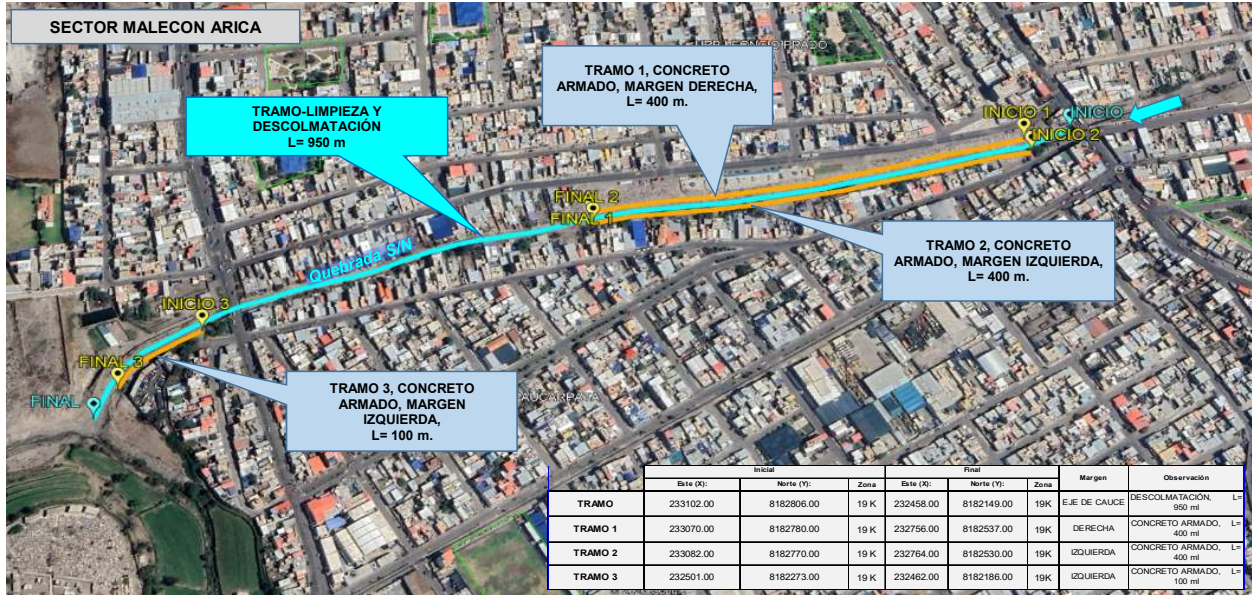 SECTOR MALECON ARICA
TRAMO 1, CONCRETO
ARMADO, MARGEN DERECHA,
L= 400 m.
TRAMO-LIMPIEZA Y
DESCOLMATACIÓN
L= 950 m
INICIO 1
INICIO
INICIO 2
FINAL 2
FINAL 1
TRAMO 2, CONCRETO
ARMADO, MARGEN IZQUIERDA,
L= 400 m.
Quebrada S/N
INICIO 3
FINAL 3
FINAL
TRAMO 3, CONCRETO
ARMADO, MARGEN
IZQUIERDA,
L= 100 m.
Inicial Final Margen Observación
Este (X): Norte (Y): Zona Este (X): Norte (Y): Zona
TRAMO 233102.00 8182806.00 19 K 232458.00 8182149.00 19K EJE DE CAUCE DESCOLMATACIÓN, L=
950 ml
TRAMO 1 233070.00 8182780.00 19 K 232756.00 8182537.00 19K DERECHA CONCRETO ARMADO, L=
400 ml
TRAMO 2 233082.00 8182770.00 19 K 232764.00 8182530.00 19K IZQUIERDA CONCRETO ARMADO, L=
400 ml
TRAMO 3 232501.00 8182273.00 19 K 232462.00 8182186.00 19K IZQUIERDA CONCRETO ARMADO, L=
100 ml